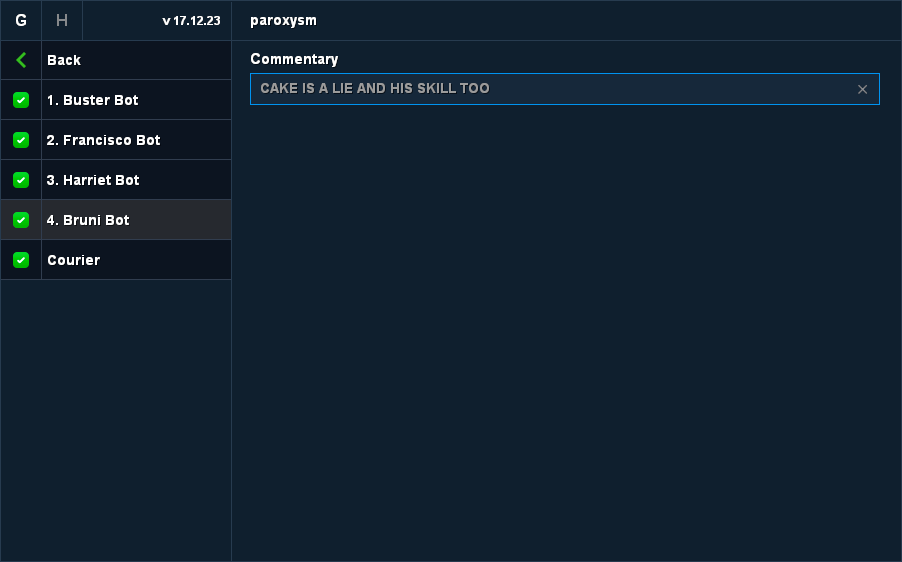 G H v 17.12.23 paroxysm
Back
1. Buster Bot
2. Francisco Bot
3. Harriet Bot
4. Bruni Bot
Courier
Commentary
CAKE IS A LIE AND HIS SKILL TOO